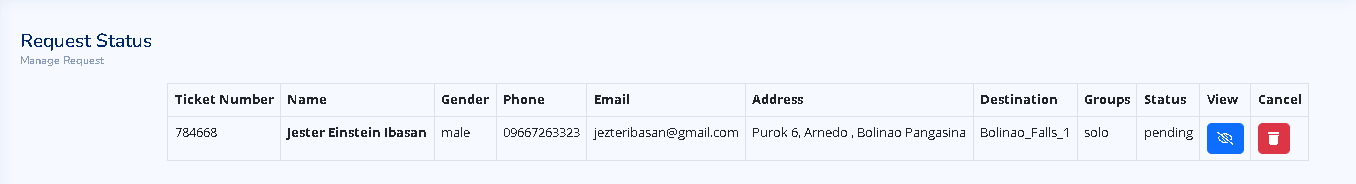 Request Status
Manage Request
Ticket Number Name Gender Phone Email Address Destination Groups Status View Cancel
784668 Jester Einstein Ibasan male 09667263323 jezteribasan@gmail.com Purok 6, Arnedo , Bolinao Pangasina Bolinao_Falls_1 solo pending